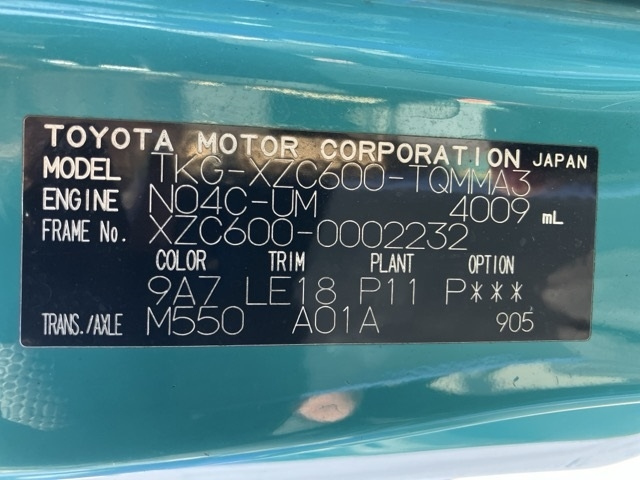 TOYOTA MOTOR CORPORATION JAPAN
MODEL TKG-XZC600-TQMMA3
ENGINE N04C-UM 4009 mL
FRAME No. XZC600-0002232
COLOR TRIM PLANT OPTION
9A7 LE18 P11 P***
TRANS./AXLE M550 A01A 905